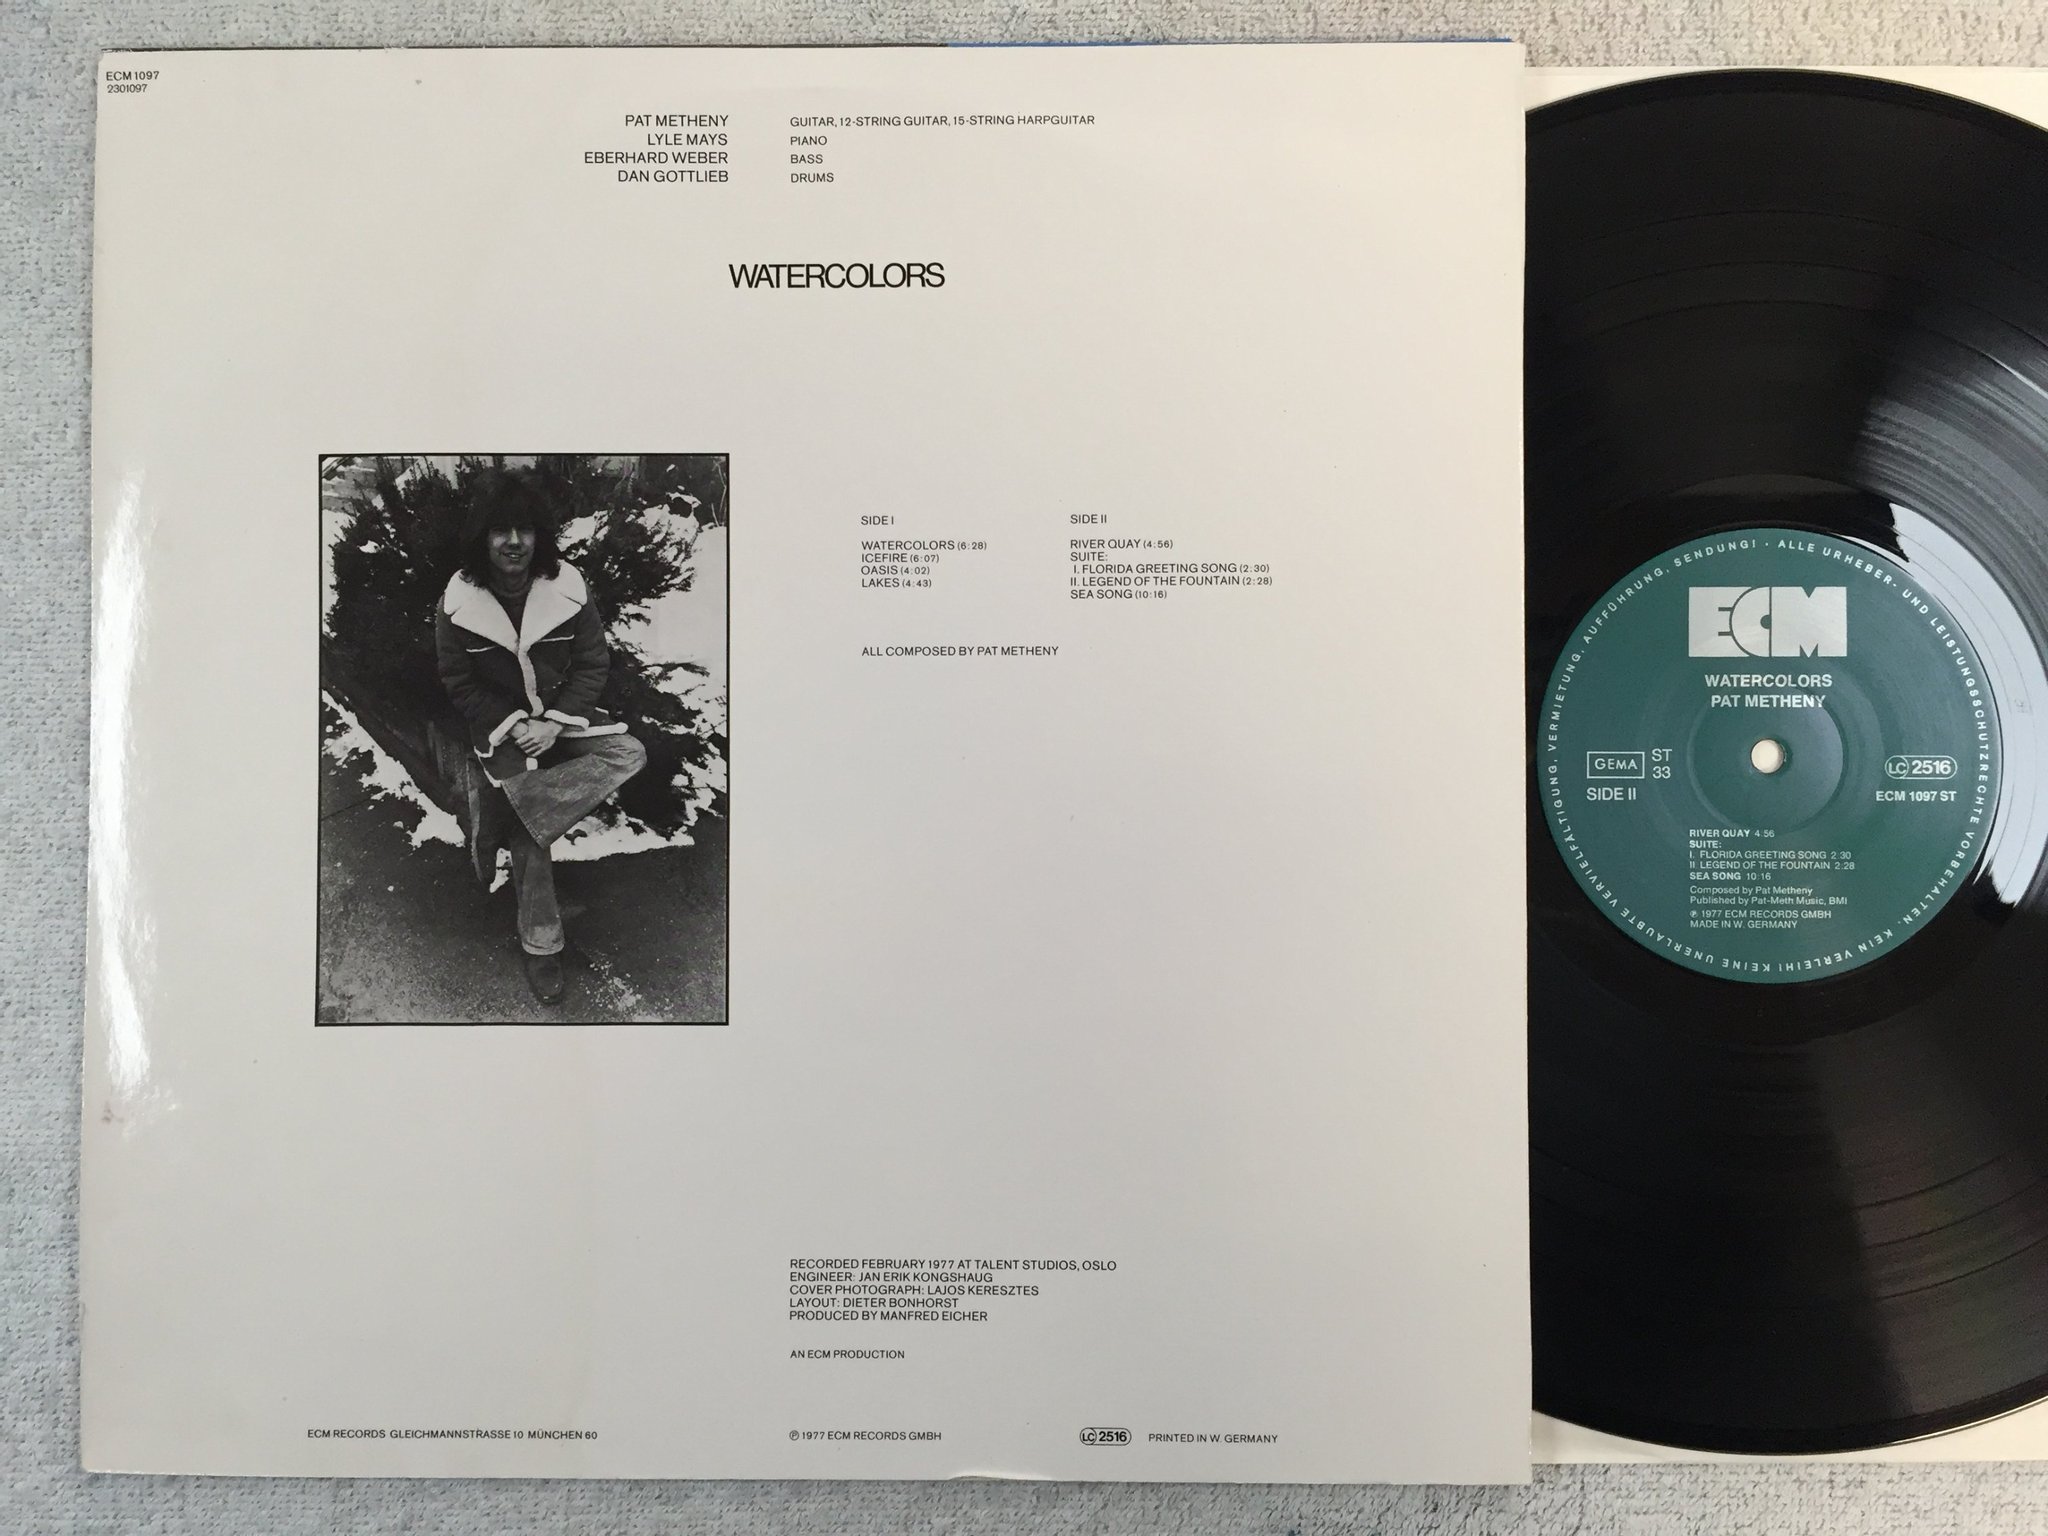 ECM 1097
2301097
PAT METHENY GUITAR, 12-STRING GUITAR, 15-STRING HARPGUITAR
LYLE MAYS PIANO
EBERHARD WEBER BASS
DAN GOTTLIEB DRUMS
WATERCOLORS
SIDE I
WATERCOLORS (6:28)
ICEFIRE (6:07)
OASIS (4:02)
LAKES (4:43)
SIDE II
RIVER QUAY (4:56)
SUITE:
I. FLORIDA GREETING SONG (2:30)
II. LEGEND OF THE FOUNTAIN (2:28)
SEA SONG (10:16)
ALL COMPOSED BY PAT METHENY
RECORDED FEBRUARY 1977 AT TALENT STUDIOS, OSLO
ENGINEER: JAN ERIK KONGSHAUG
COVER PHOTOGRAPH: LAJOS KERESZTES
LAYOUT: DIETER BONHORST
PRODUCED BY MANFRED EICHER
AN ECM PRODUCTION
ECM RECORDS GLEICHMANNSTRASSE 10 MÜNCHEN 60
℗ 1977 ECM RECORDS GMBH
LC 2516
PRINTED IN W. GERMANY
ALLE URHEBER- UND LEISTUNGSSCHUTZRECHTE VORBEHALTEN. KEIN VERLEIH! KEINE UNERLAUBTE VERVIELFÄLTIGUNG, VERMIETUNG, AUFFÜHRUNG, SENDUNG! ·
ECM
WATERCOLORS
PAT METHENY
GEMA
ST
33
SIDE II
LC 2516
ECM 1097 ST
RIVER QUAY 4:56
SUITE:
I. FLORIDA GREETING SONG 2:30
II LEGEND OF THE FOUNTAIN 2:28
SEA SONG 10:16
Composed by Pat Metheny
Published by Pat-Meth Music, BMI
℗ 1977 ECM RECORDS GMBH
MADE IN W. GERMANY